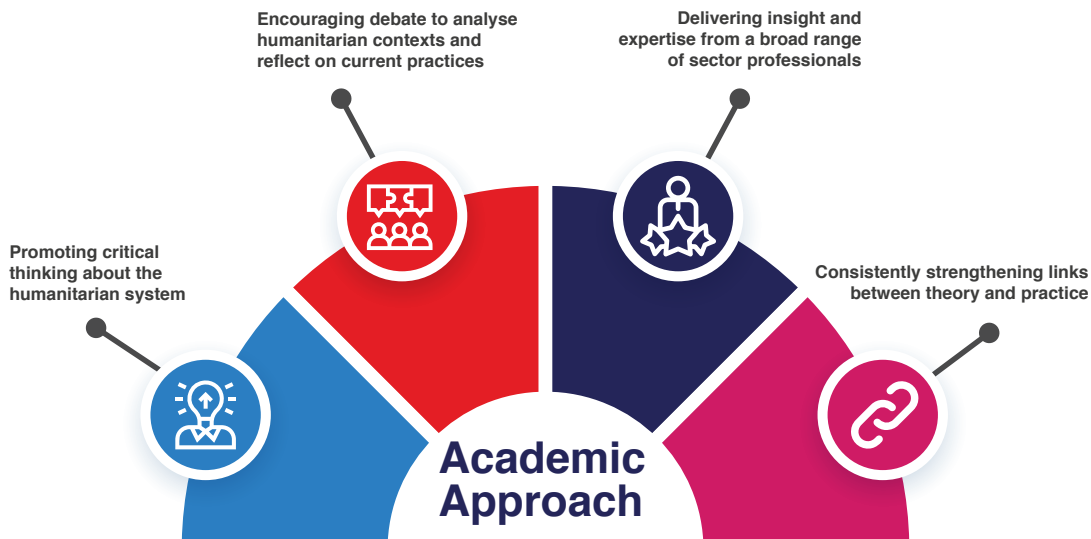 Encouraging debate to analyse
humanitarian contexts and
reflect on current practices
Delivering insight and
expertise from a broad range
of sector professionals
Promoting critical
thinking about the
humanitarian system
Consistently strengthening links
between theory and practice
Academic
Approach